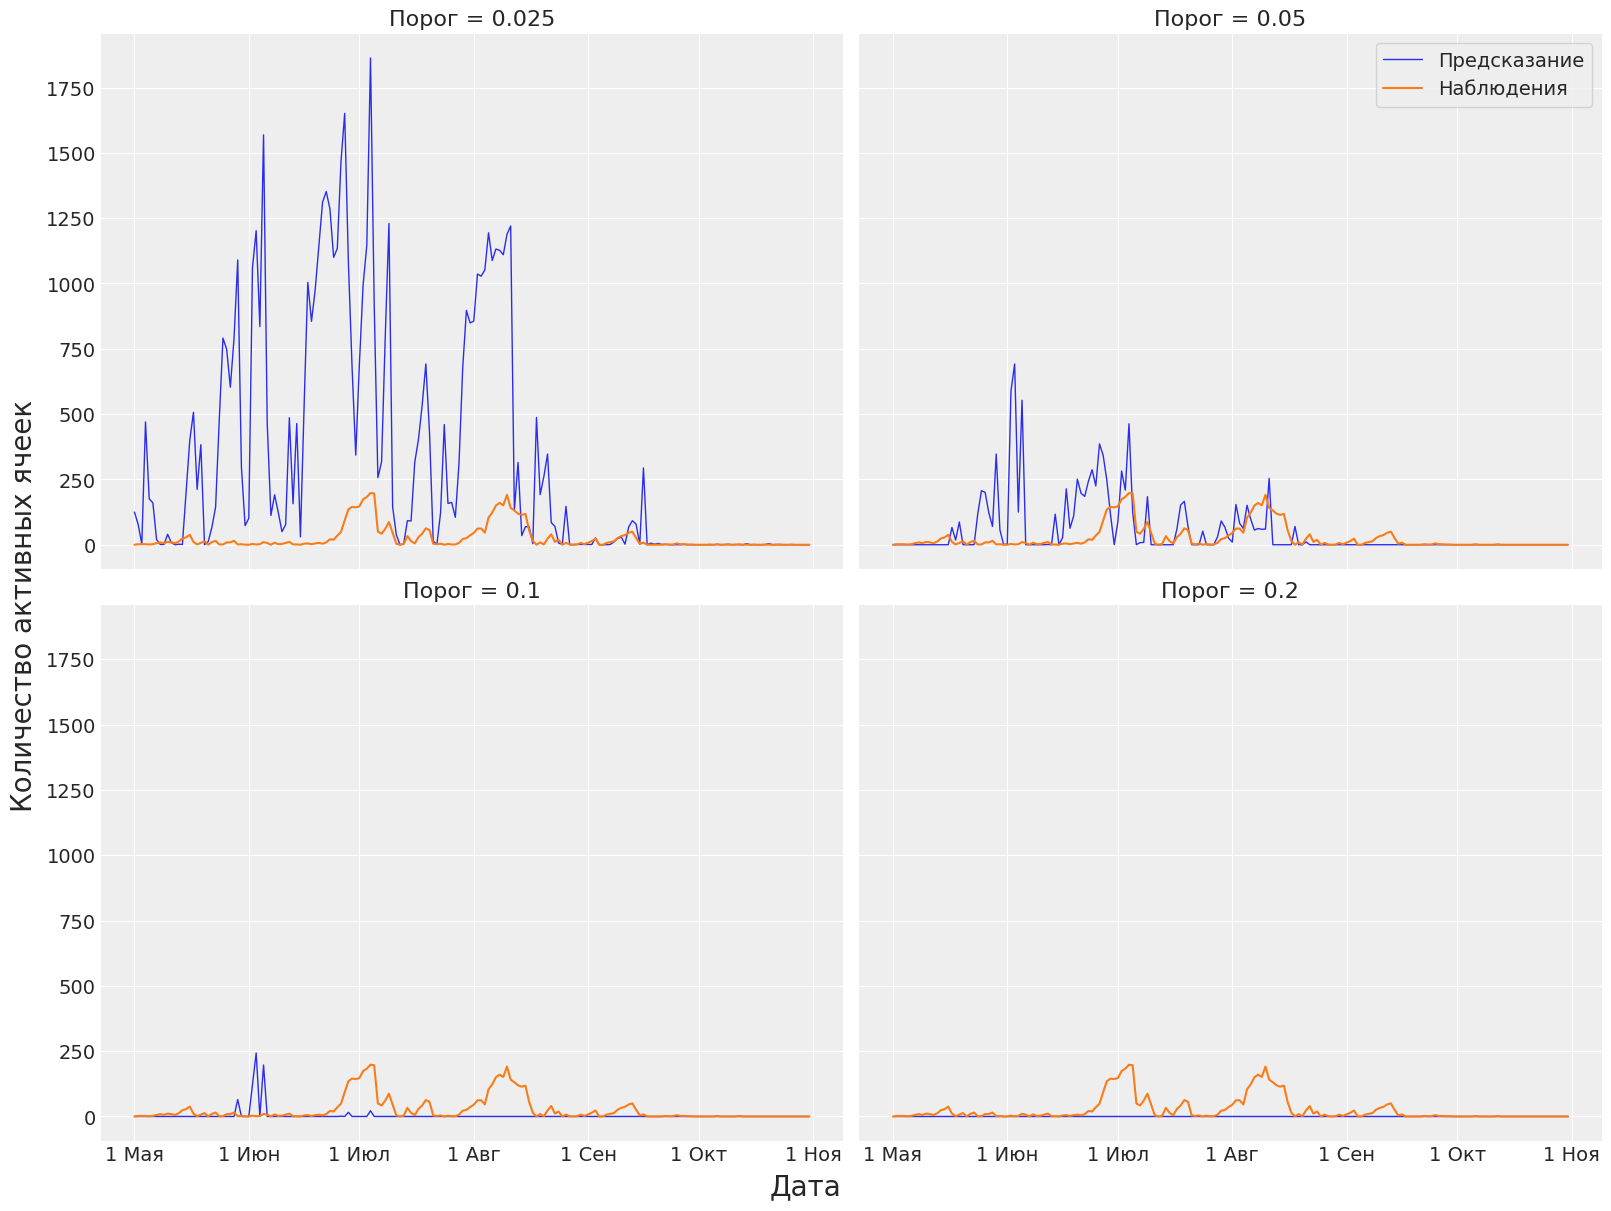 Порог = 0.025
Порог = 0.05
Предсказание
Наблюдения
1750
1500
1250
1000
750
500
250
0
Количество активных ячеек
Порог = 0.1
Порог = 0.2
1750
1500
1250
1000
750
500
250
0
1 Мая 1 Июн 1 Июл 1 Авг 1 Сен 1 Окт 1 Ноя
1 Мая 1 Июн 1 Июл 1 Авг 1 Сен 1 Окт 1 Ноя
Дата